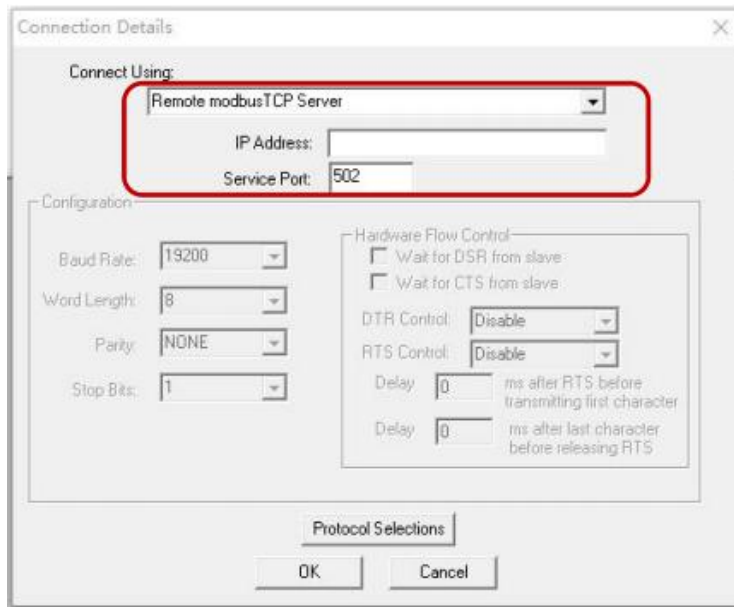 Connection Details
Connect Using:
Remote modbusTCP Server
IP Address:
Service Port: 502
Configuration
Baud Rate: 19200
Word Length: 8
Parity: NONE
Stop Bits: 1
Hardware Flow Control
Wait for DSR from slave
Wait for CTS from slave
DTR Control: Disable
RTS Control: Disable
Delay 0 ms after RTS before
transmitting first character
Delay 0 ms after last character
before releasing RTS
Protocol Selections
OK Cancel